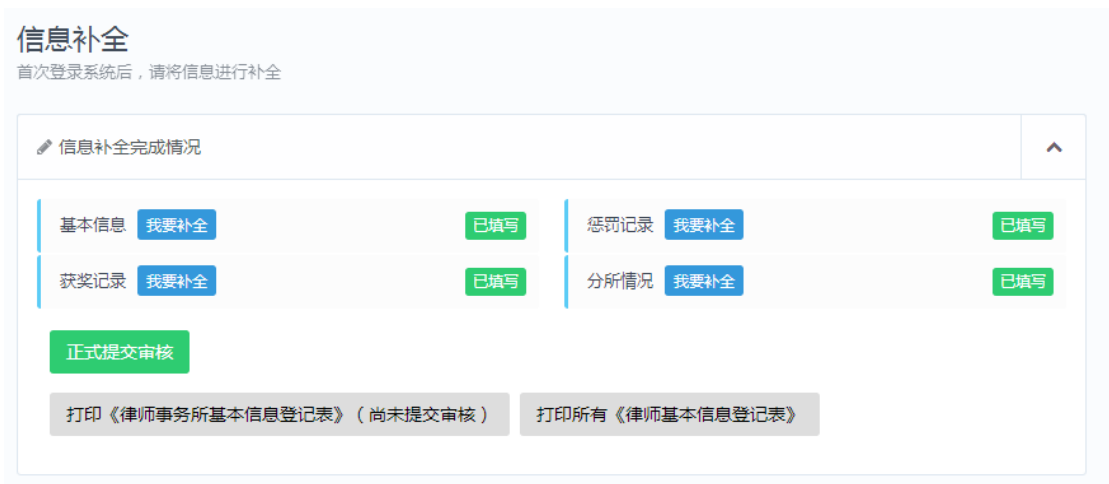 信息补全
首次登录系统后，请将信息进行补全
信息补全完成情况
基本信息 我要补全 已填写 惩罚记录 我要补全 已填写
获奖记录 我要补全 已填写 分所情况 我要补全 已填写
正式提交审核
打印《律师事务所基本信息登记表》（尚未提交审核） 打印所有《律师基本信息登记表》